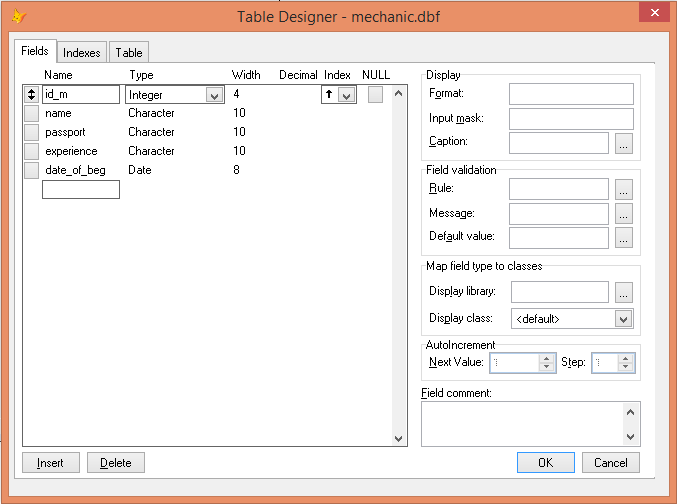 Table Designer - mechanic.dbf
Fields Indexes Table
Name Type Width Decimal Index NULL
id_m Integer 4
name Character 10
passport Character 10
experience Character 10
date_of_beg Date 8
Insert Delete
Display
Format:
Input mask:
Caption: ...
Field validation
Rule: ...
Message: ...
Default value: ...
Map field type to classes
Display library: ...
Display class: <default>
AutoIncrement
Next Value: 1 Step: 1
Field comment:
OK Cancel